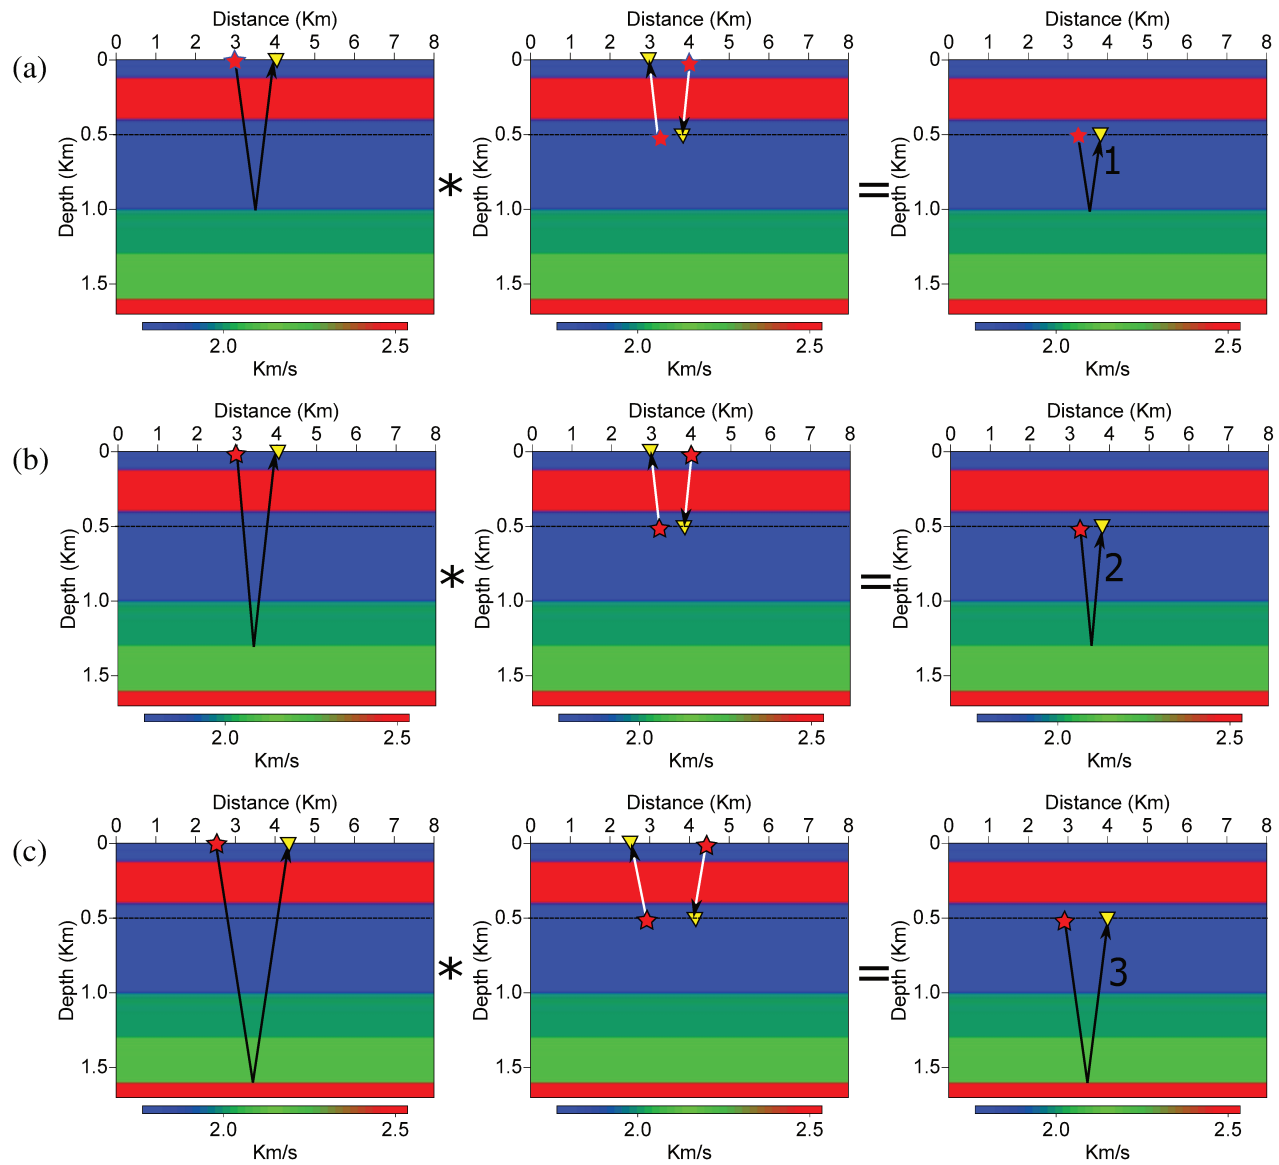 Distance (Km) Distance (Km) Distance (Km)
0 1 2 3 4 5 6 7 8 0 1 2 3 4 5 6 7 8 0 1 2 3 4 5 6 7 8
(a) 0 0 0
0.5 0.5 0.5
1
* =
1.0 1.0 1.0
1.5 1.5 1.5
Depth (Km) Depth (Km) Depth (Km)
2.0 2.5 2.0 2.5 2.0 2.5
Km/s Km/s Km/s
Distance (Km) Distance (Km) Distance (Km)
0 1 2 3 4 5 6 7 8 0 1 2 3 4 5 6 7 8 0 1 2 3 4 5 6 7 8
(b) 0 0 0
0.5 0.5 0.5
2
* =
1.0 1.0 1.0
1.5 1.5 1.5
Depth (Km) Depth (Km) Depth (Km)
2.0 2.5 2.0 2.5 2.0 2.5
Km/s Km/s Km/s
Distance (Km) Distance (Km) Distance (Km)
0 1 2 3 4 5 6 7 8 0 1 2 3 4 5 6 7 8 0 1 2 3 4 5 6 7 8
(c) 0 0 0
0.5 0.5 0.5
3
* =
1.0 1.0 1.0
1.5 1.5 1.5
Depth (Km) Depth (Km) Depth (Km)
2.0 2.5 2.0 2.5 2.0 2.5
Km/s Km/s Km/s